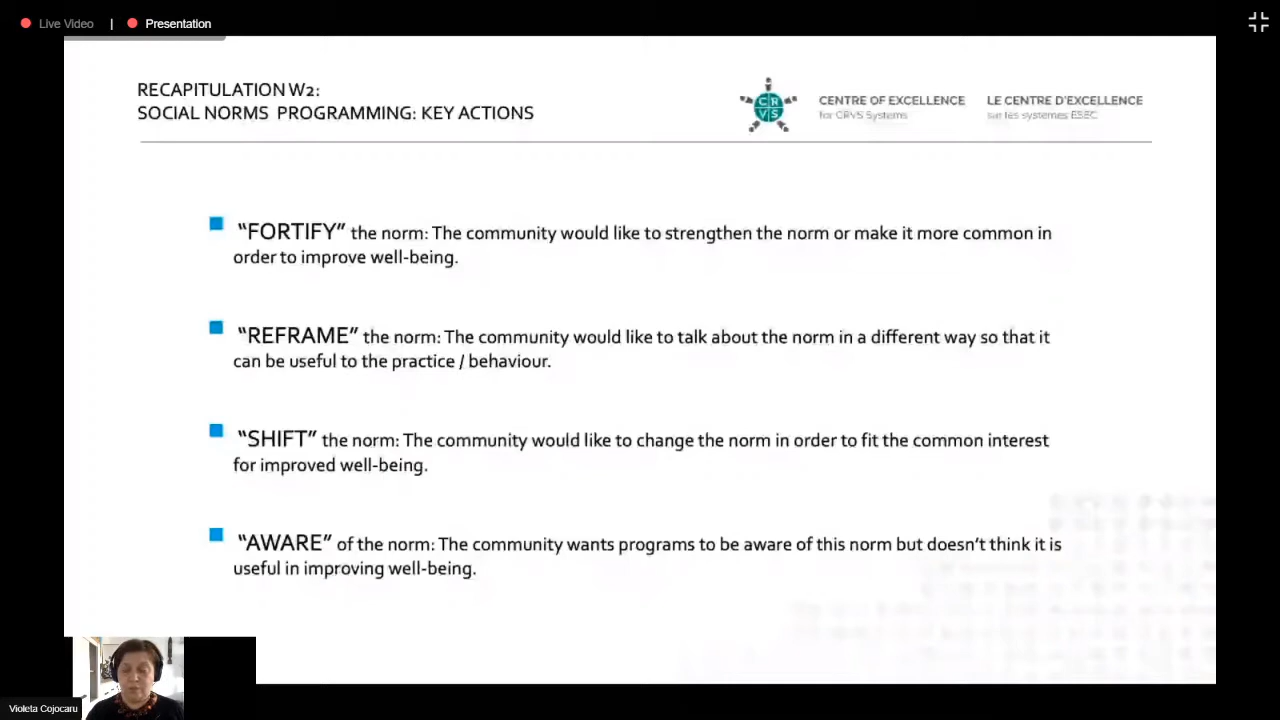 Live Video | Presentation
RECAPITULATION W2:
SOCIAL NORMS PROGRAMMING: KEY ACTIONS
CR
VS
CENTRE OF EXCELLENCE
for CRVS Systems
LE CENTRE D'EXCELLENCE
sur les systèmes ESEC
“FORTIFY” the norm: The community would like to strengthen the norm or make it more common in
order to improve well-being.
“REFRAME” the norm: The community would like to talk about the norm in a different way so that it
can be useful to the practice / behaviour.
“SHIFT” the norm: The community would like to change the norm in order to fit the common interest
for improved well-being.
“AWARE” of the norm: The community wants programs to be aware of this norm but doesn’t think it is
useful in improving well-being.
Violeta Cojocaru